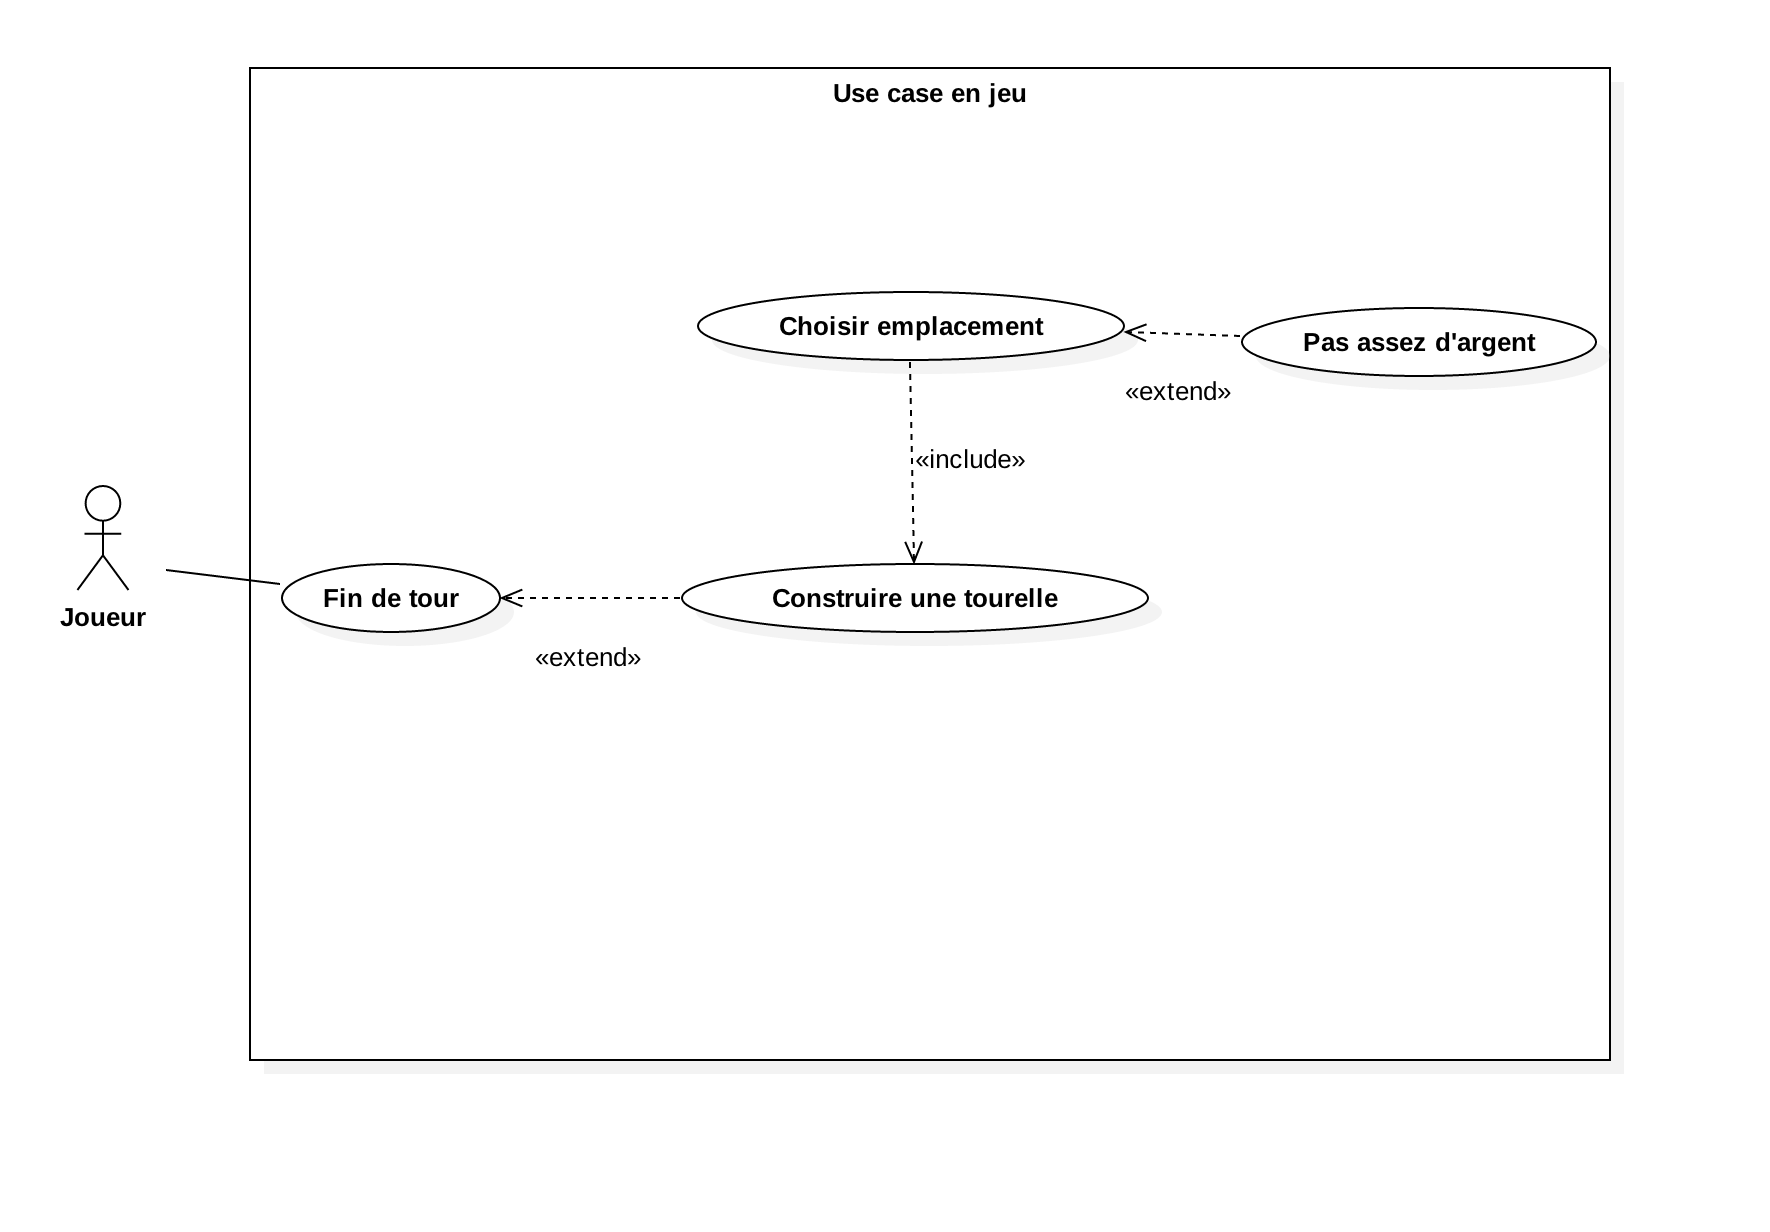 Use case en jeu
Choisir emplacement
Pas assez d'argent
«extend»
«include»
Joueur
Fin de tour
Construire une tourelle
«extend»